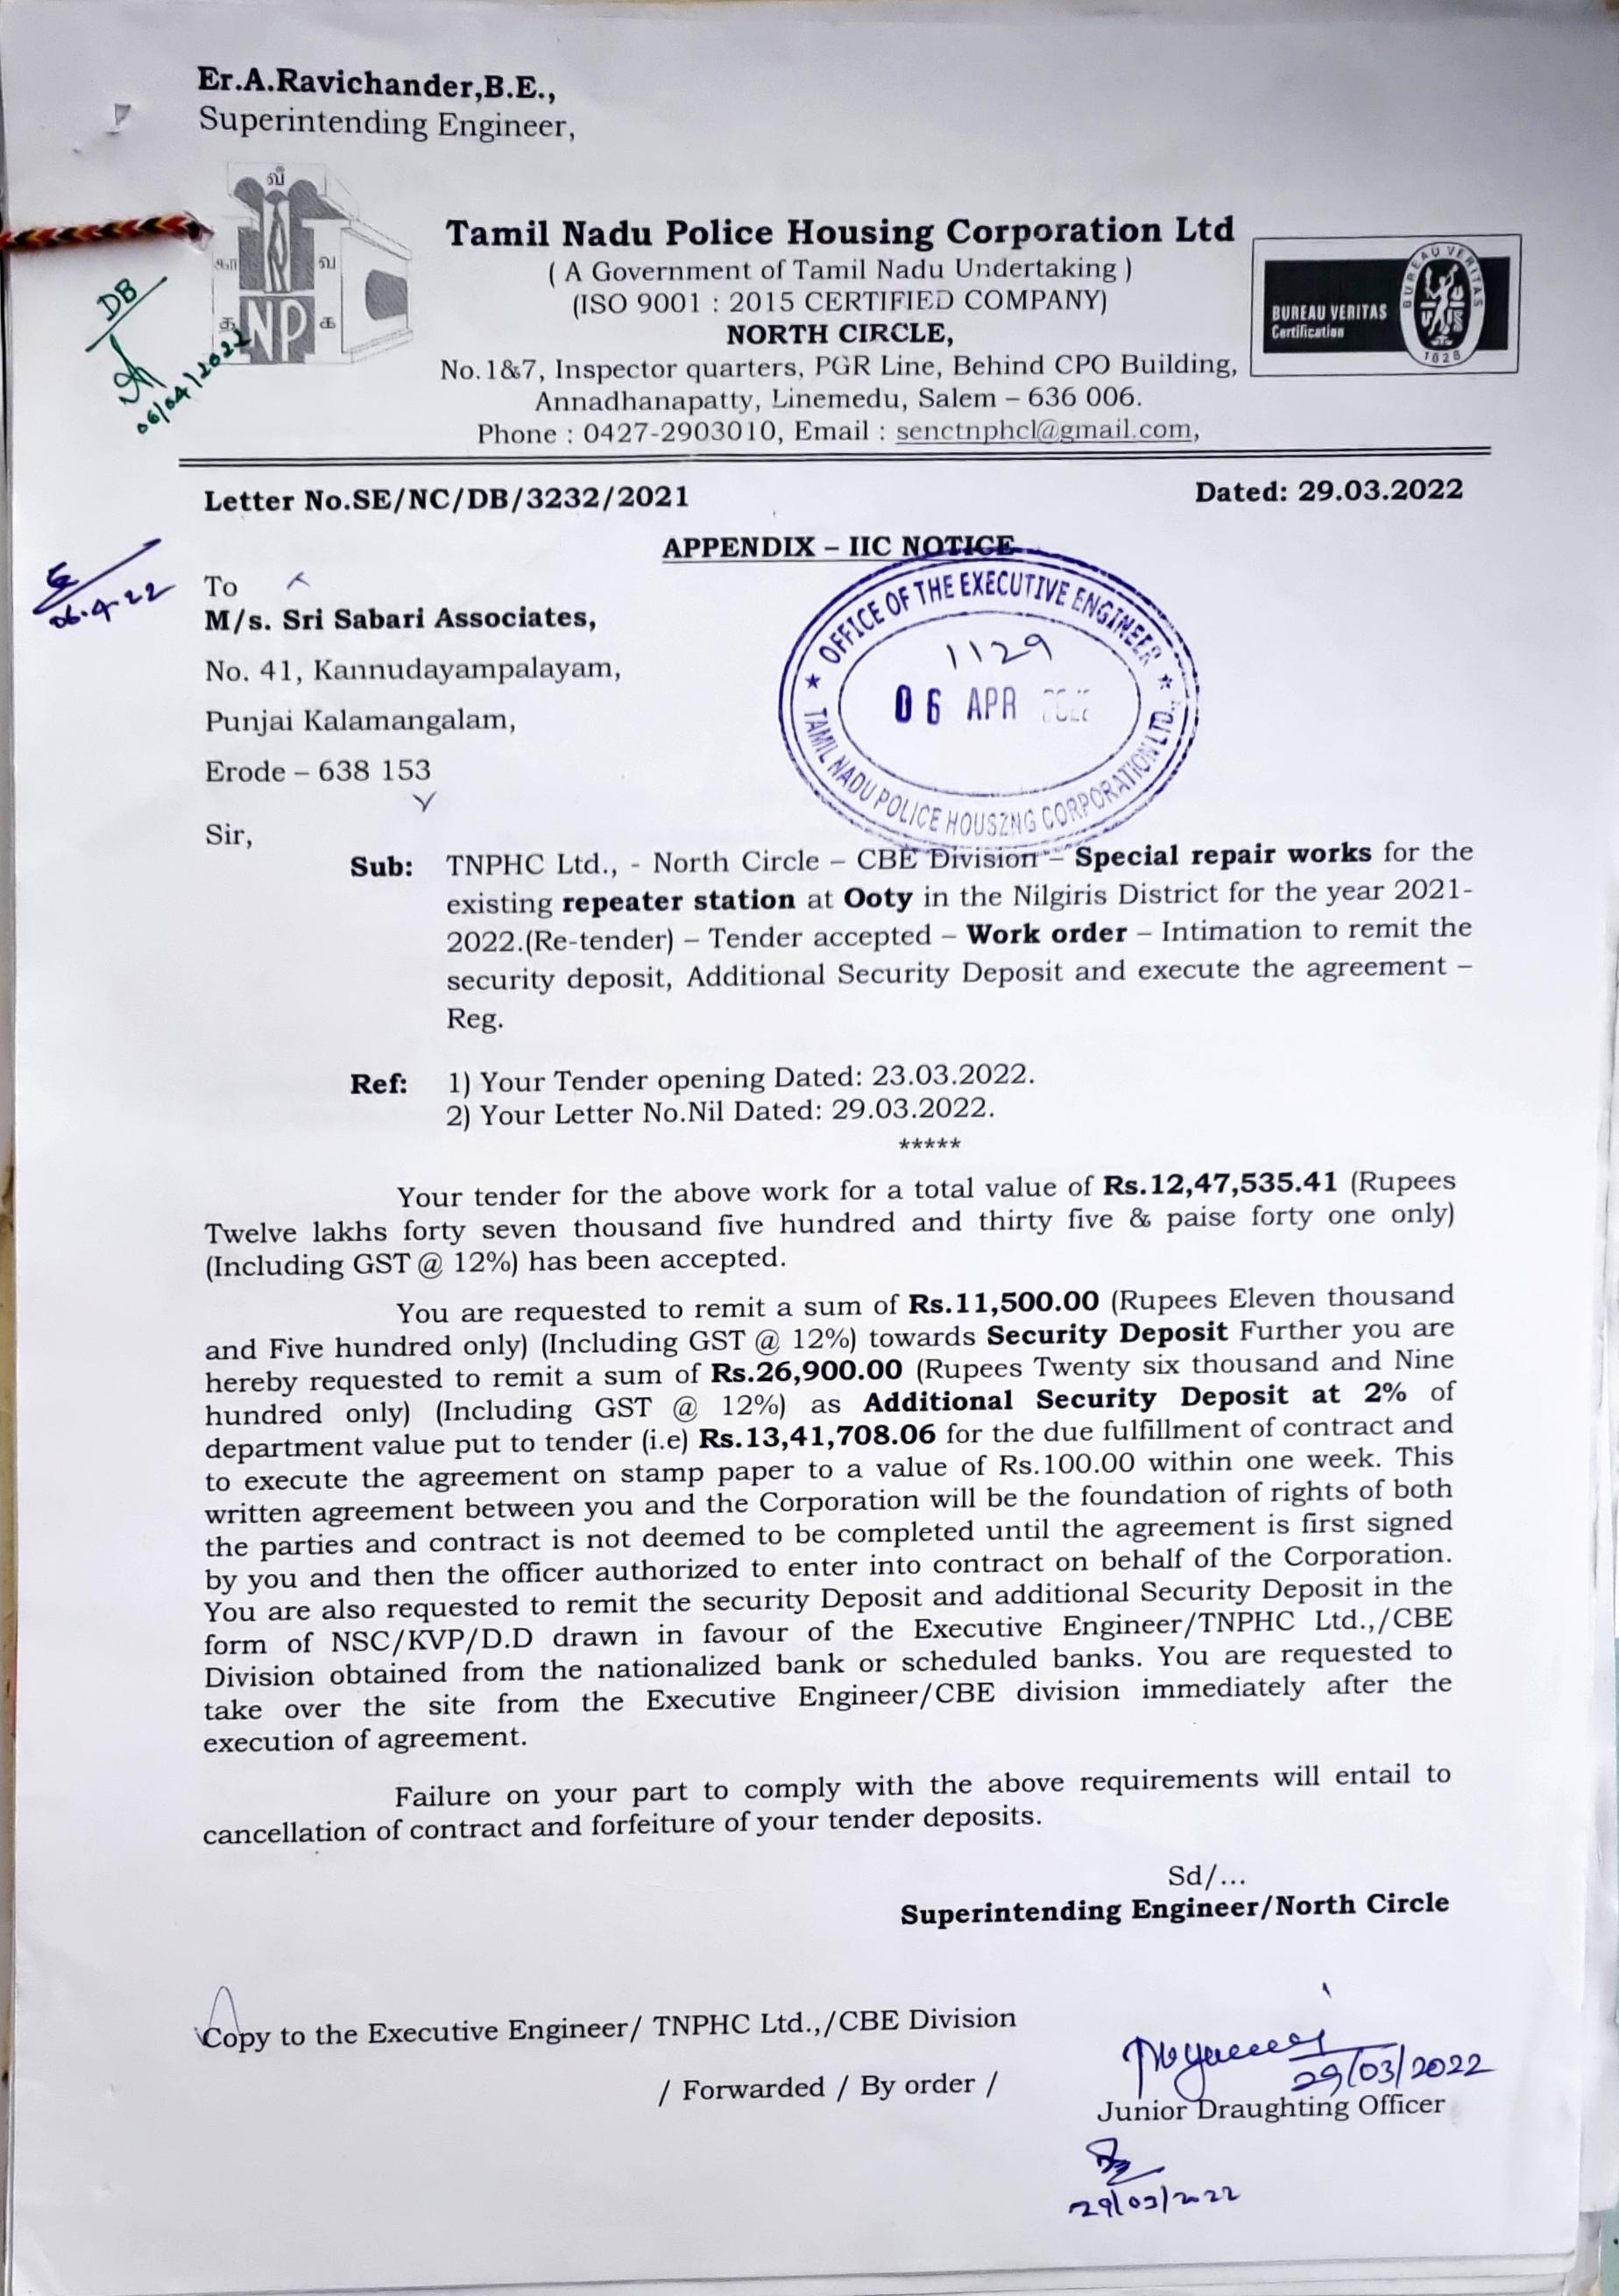 Er.A.Ravichander,B.E.,
Superintending Engineer,
வீ
கா
வ
த
க
NP
Tamil Nadu Police Housing Corporation Ltd
( A Government of Tamil Nadu Undertaking )
(ISO 9001 : 2015 CERTIFIED COMPANY)
NORTH CIRCLE,
No.1&7, Inspector quarters, PGR Line, Behind CPO Building,
Annadhanapatty, Linemedu, Salem – 636 006.
Phone : 0427-2903010, Email : senctnphcl@gmail.com,
BUREAU VERITAS
Certification
BUREAU VERITAS
1828
DB
06/04/2022
Letter No.SE/NC/DB/3232/2021
Dated: 29.03.2022
APPENDIX – IIC NOTICE
06.4.22
To
M/s. Sri Sabari Associates,
No. 41, Kannudayampalayam,
Punjai Kalamangalam,
Erode – 638 153
OFFICE OF THE EXECUTIVE ENGINEER
1129
06 APR 2022
TAMIL NADU POLICE HOUSZNG CORPORATION LTD.,
Sir,
Sub: TNPHC Ltd., - North Circle – CBE Division – Special repair works for the
existing repeater station at Ooty in the Nilgiris District for the year 2021-
2022.(Re-tender) – Tender accepted – Work order – Intimation to remit the
security deposit, Additional Security Deposit and execute the agreement –
Reg.
Ref: 1) Your Tender opening Dated: 23.03.2022.
2) Your Letter No.Nil Dated: 29.03.2022.
*****
Your tender for the above work for a total value of Rs.12,47,535.41 (Rupees
Twelve lakhs forty seven thousand five hundred and thirty five & paise forty one only)
(Including GST @ 12%) has been accepted.
You are requested to remit a sum of Rs.11,500.00 (Rupees Eleven thousand
and Five hundred only) (Including GST @ 12%) towards Security Deposit Further you are
hereby requested to remit a sum of Rs.26,900.00 (Rupees Twenty six thousand and Nine
hundred only) (Including GST @ 12%) as Additional Security Deposit at 2% of
department value put to tender (i.e) Rs.13,41,708.06 for the due fulfillment of contract and
to execute the agreement on stamp paper to a value of Rs.100.00 within one week. This
written agreement between you and the Corporation will be the foundation of rights of both
the parties and contract is not deemed to be completed until the agreement is first signed
by you and then the officer authorized to enter into contract on behalf of the Corporation.
You are also requested to remit the security Deposit and additional Security Deposit in the
form of NSC/KVP/D.D drawn in favour of the Executive Engineer/TNPHC Ltd.,/CBE
Division obtained from the nationalized bank or scheduled banks. You are requested to
take over the site from the Executive Engineer/CBE division immediately after the
execution of agreement.
Failure on your part to comply with the above requirements will entail to
cancellation of contract and forfeiture of your tender deposits.
Sd/...
Superintending Engineer/North Circle
Copy to the Executive Engineer/ TNPHC Ltd.,/CBE Division
/ Forwarded / By order /
29/03/2022
Junior Draughting Officer
29/03/2022